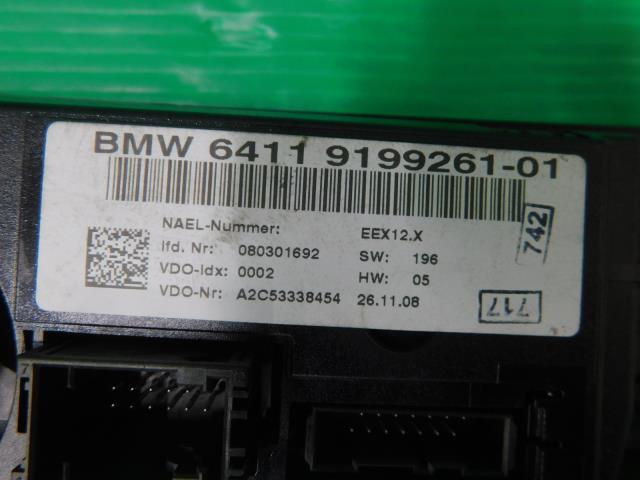 BMW 6411 9199261-01
NAEL-Nummer: EEX12.X
lfd. Nr: 080301692 SW: 196
VDO-Idx: 0002 HW: 05
VDO-Nr: A2C53338454 26.11.08
742
717
7